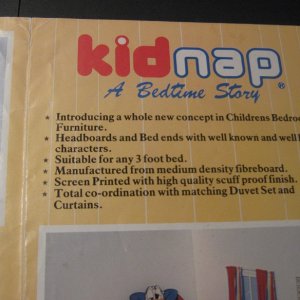 kidnap
A Bedtime Story ®
★ Introducing a whole new concept in Childrens
Furniture.
★ Headboards and Bed ends with well known and well
characters.
★ Suitable for any 3 foot bed.
★ Manufactured from medium density fibreboard.
★ Screen Printed with high quality scuff proof finish.
★ Total co-ordination with matching Duvet Set and
Curtains.